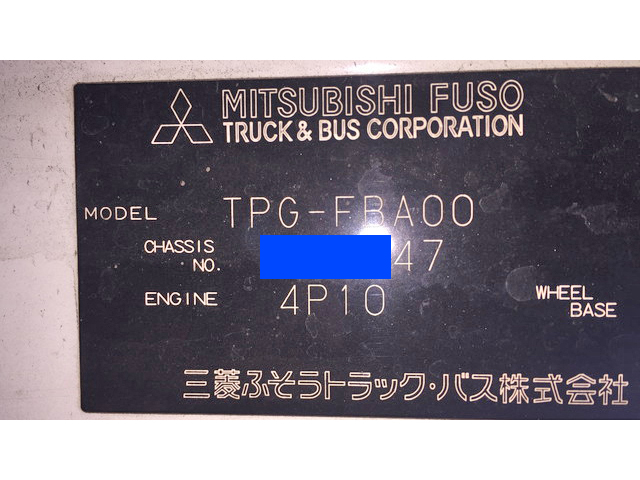 MITSUBISHI FUSO
TRUCK & BUS CORPORATION
MODEL TPG-FBA00
CHASSIS NO. 47
ENGINE 4P10
WHEEL BASE
三菱ふそうトラック・バス株式会社